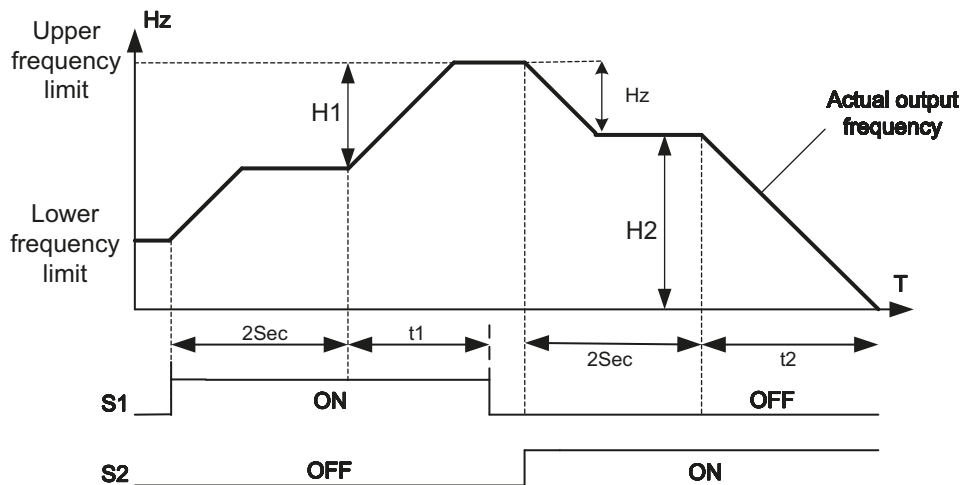 Upper
frequency
limit
Hz
H1
Hz
Actual output
frequency
Lower
frequency
limit
H2
T
2Sec
t1
2Sec
t2
S1
ON
OFF
S2
OFF
ON